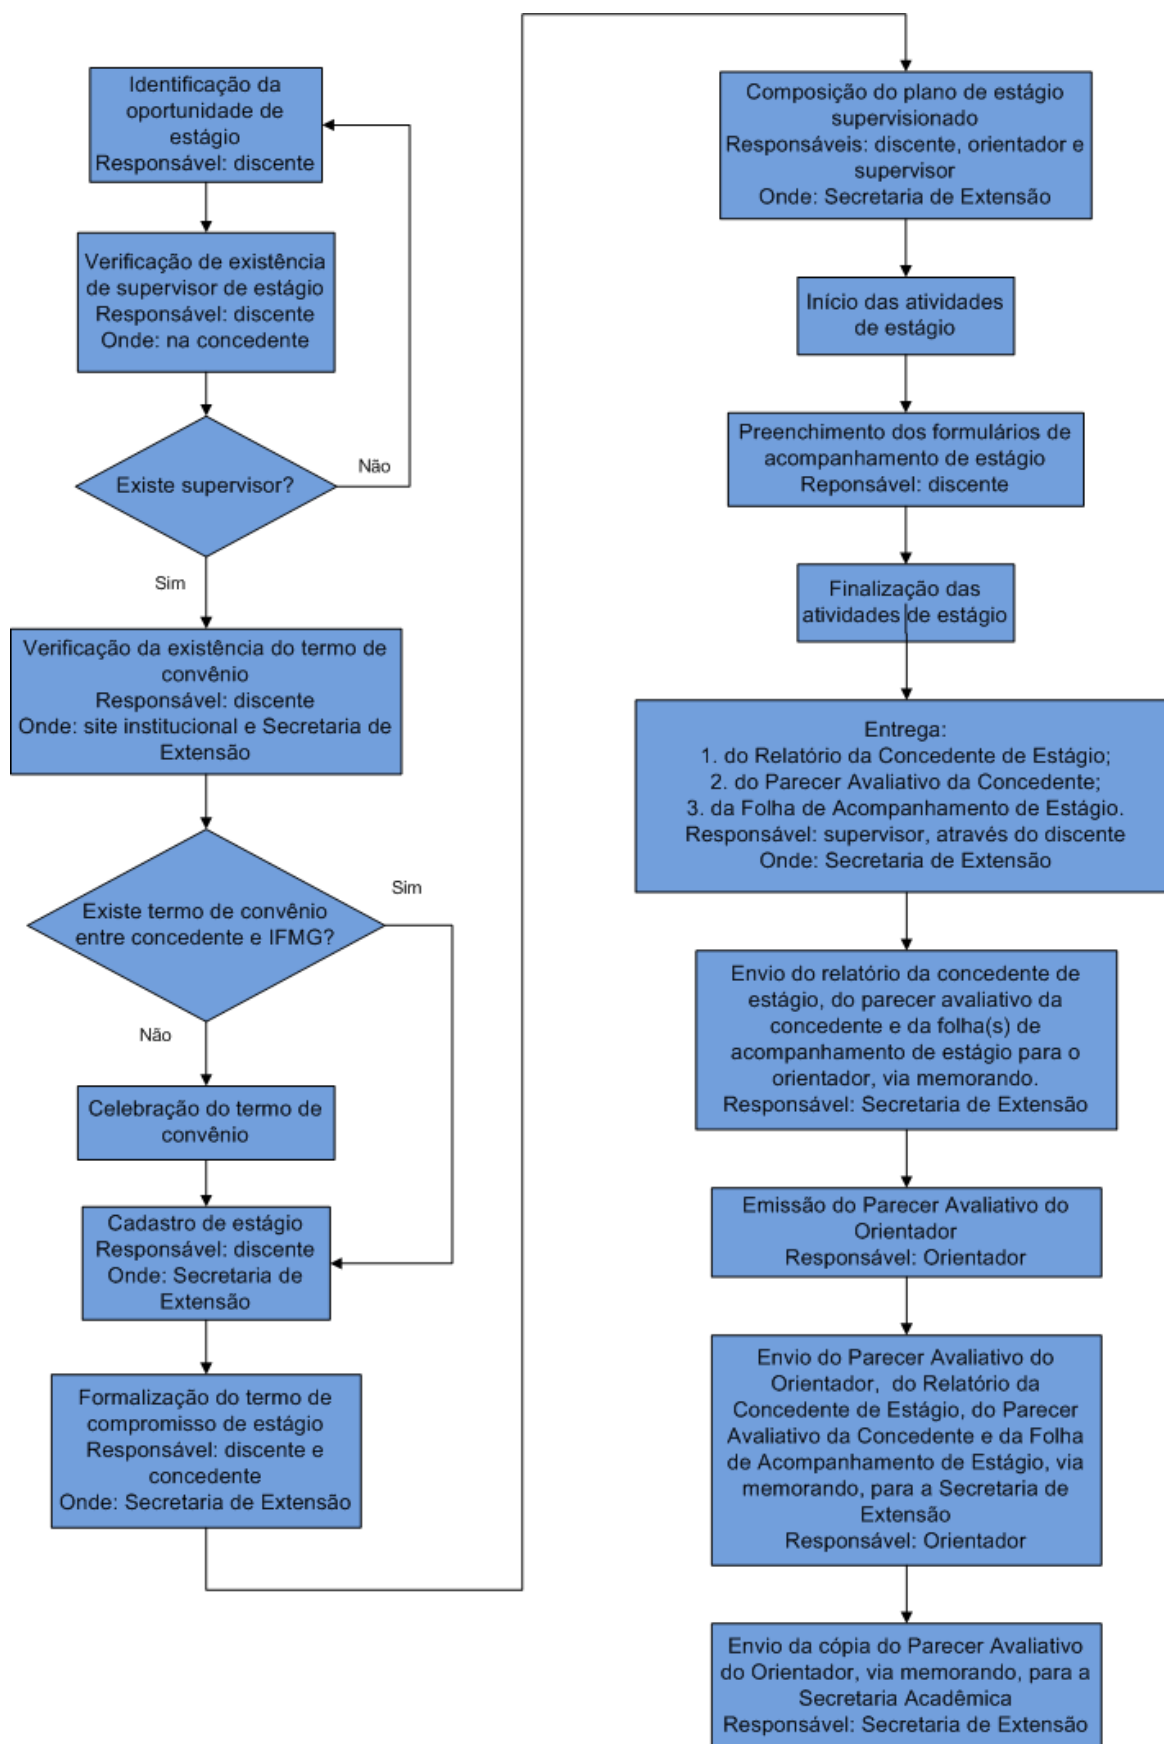 Identificação da
oportunidade de
estágio
Responsável: discente
Verificação de existência
de supervisor de estágio
Responsável: discente
Onde: na concedente
Existe supervisor?
Não
Sim
Verificação da existência do termo de
convênio
Responsável: discente
Onde: site institucional e Secretaria de
Extensão
Existe termo de convênio
entre concedente e IFMG?
Sim
Não
Celebração do termo de
convênio
Cadastro de estágio
Responsável: discente
Onde: Secretaria de
Extensão
Formalização do termo de
compromisso de estágio
Responsável: discente e
concedente
Onde: Secretaria de Extensão
Composição do plano de estágio
supervisionado
Responsáveis: discente, orientador e
supervisor
Onde: Secretaria de Extensão
Início das atividades
de estágio
Preenchimento dos formulários de
acompanhamento de estágio
Reponsável: discente
Finalização das
atividades de estágio
Entrega:
1. do Relatório da Concedente de Estágio;
2. do Parecer Avaliativo da Concedente;
3. da Folha de Acompanhamento de Estágio.
Responsável: supervisor, através do discente
Onde: Secretaria de Extensão
Envio do relatório da concedente de
estágio, do parecer avaliativo da
concedente e da folha(s) de
acompanhamento de estágio para o
orientador, via memorando.
Responsável: Secretaria de Extensão
Emissão do Parecer Avaliativo do
Orientador
Responsável: Orientador
Envio do Parecer Avaliativo do
Orientador, do Relatório da
Concedente de Estágio, do Parecer
Avaliativo da Concedente e da Folha
de Acompanhamento de Estágio, via
memorando, para a Secretaria de
Extensão
Responsável: Orientador
Envio da cópia do Parecer Avaliativo
do Orientador, via memorando, para a
Secretaria Acadêmica
Responsável: Secretaria de Extensão